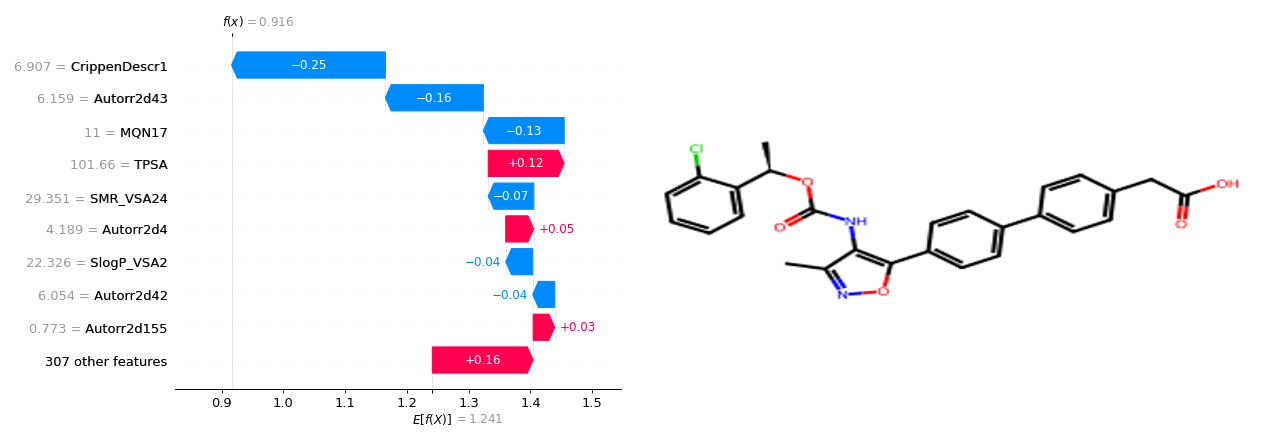 f(x) = 0.916
6.907 = CrippenDescr1
−0.25
6.159 = Autorr2d43
−0.16
11 = MQN17
−0.13
101.66 = TPSA
+0.12
29.351 = SMR_VSA24
−0.07
4.189 = Autorr2d4
+0.05
22.326 = SlogP_VSA2
−0.04
6.054 = Autorr2d42
−0.04
0.773 = Autorr2d155
+0.03
307 other features
+0.16
0.9 1.0 1.1 1.2 1.3 1.4 1.5
E[f(X)] = 1.241
Cl
O
O
NH
N
O
OH
O